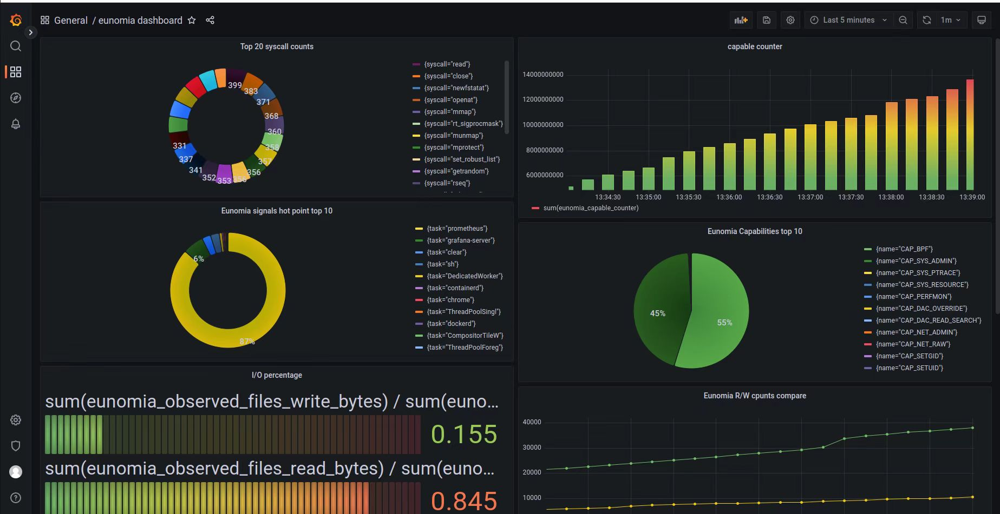 General / eunomia dashboard
Last 5 minutes
1m
Top 20 syscall counts
399
383
371
368
360
358
357
356
356
353
352
341
337
331
{syscall="read"}
{syscall="close"}
{syscall="newfstatat"}
{syscall="openat"}
{syscall="mmap"}
{syscall="rt_sigprocmask"}
{syscall="munmap"}
{syscall="mprotect"}
{syscall="set_robust_list"}
{syscall="getrandom"}
{syscall="rseq"}
capable counter
14000000000
12000000000
10000000000
8000000000
6000000000
13:34:30 13:35:00 13:35:30 13:36:00 13:36:30 13:37:00 13:37:30 13:38:00 13:38:30 13:39:00
sum(eunomia_capable_counter)
Eunomia signals hot point top 10
6%
87%
{task="prometheus"}
{task="grafana-server"}
{task="clear"}
{task="sh"}
{task="DedicatedWorker"}
{task="containerd"}
{task="chrome"}
{task="ThreadPoolSingl"}
{task="dockerd"}
{task="CompositorTileW"}
{task="ThreadPoolForeg"}
Eunomia Capabilities top 10
45%
55%
{name="CAP_BPF"}
{name="CAP_SYS_ADMIN"}
{name="CAP_SYS_PTRACE"}
{name="CAP_SYS_RESOURCE"}
{name="CAP_PERFMON"}
{name="CAP_DAC_OVERRIDE"}
{name="CAP_DAC_READ_SEARCH"}
{name="CAP_NET_ADMIN"}
{name="CAP_NET_RAW"}
{name="CAP_SETGID"}
{name="CAP_SETUID"}
I/O percentage
sum(eunomia_observed_files_write_bytes) / sum(euno...
0.155
sum(eunomia_observed_files_read_bytes) / sum(euno...
0.845
Eunomia R/W cpunts compare
40000
30000
20000
10000